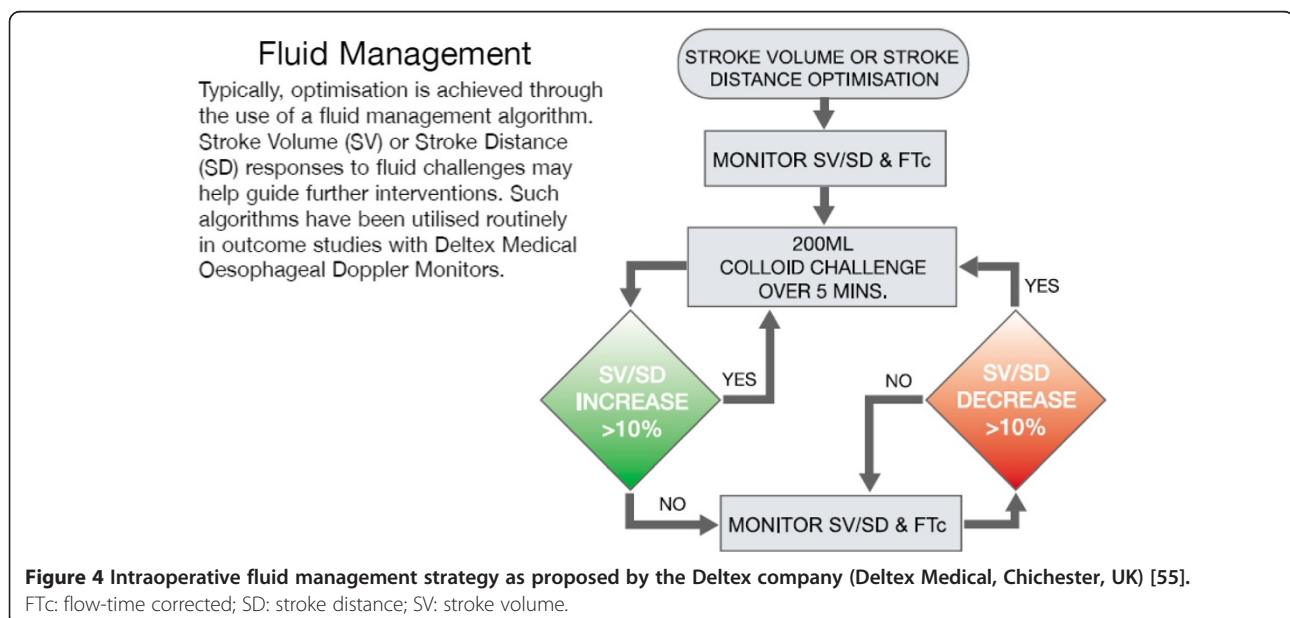 Fluid Management
Typically, optimisation is achieved through
the use of a fluid management algorithm.
Stroke Volume (SV) or Stroke Distance
(SD) responses to fluid challenges may
help guide further interventions. Such
algorithms have been utilised routinely
in outcome studies with Deltex Medical
Oesophageal Doppler Monitors.
STROKE VOLUME OR STROKE
DISTANCE OPTIMISATION
MONITOR SV/SD & FTc
200ML
COLLOID CHALLENGE
OVER 5 MINS.
SV/SD
INCREASE
>10%
YES
NO
MONITOR SV/SD & FTc
SV/SD
DECREASE
>10%
YES
NO
Figure 4 Intraoperative fluid management strategy as proposed by the Deltex company (Deltex Medical, Chichester, UK) [55].
FTc: flow-time corrected; SD: stroke distance; SV: stroke volume.